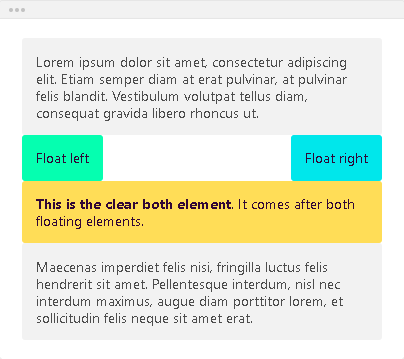 Lorem ipsum dolor sit amet, consectetur adipiscing
elit. Etiam semper diam at erat pulvinar, at pulvinar
felis blandit. Vestibulum volutpat tellus diam,
consequat gravida libero rhoncus ut.
Float left
Float right
This is the clear both element. It comes after both
floating elements.
Maecenas imperdiet felis nisi, fringilla luctus felis
hendrerit sit amet. Pellentesque interdum, nisl nec
interdum maximus, augue diam porttitor lorem, et
sollicitudin felis neque sit amet erat.